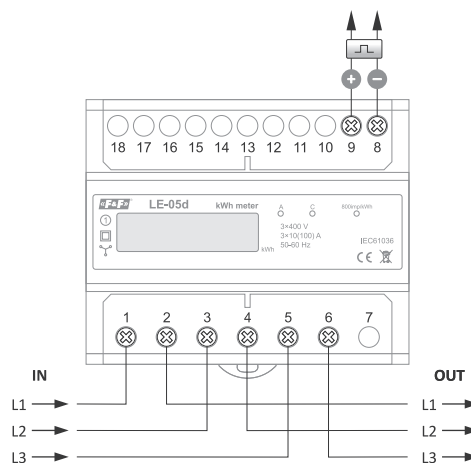 + −
18 17 16 15 14 13 12 11 10 9 8
F&F LE-05d kWh meter A C 800imp/kWh
1
3×400 V
3×10(100) A
50-60 Hz
kWh
IEC61036
CE
1 2 3 4 5 6 7
IN OUT
L1 L1
L2 L2
L3 L3